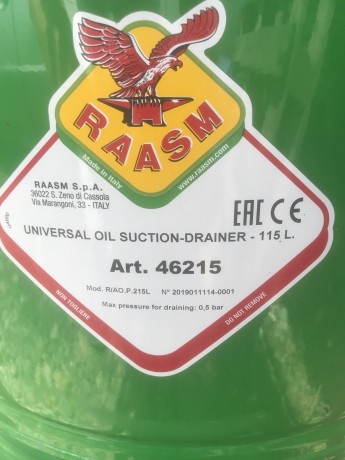 RAASM
Made in Italy
www.raasm.com
RAASM S.p.A.
36022 S. Zeno di Cassola
Via Marangoni, 33 - ITALY
EAC CE
UNIVERSAL OIL SUCTION-DRAINER - 115 L.
Art. 46215
Mod. R/AO.P.215L N° 2019011114-0001
Max pressure for draining: 0,5 bar
NON TOGLIERE
DO NOT REMOVE